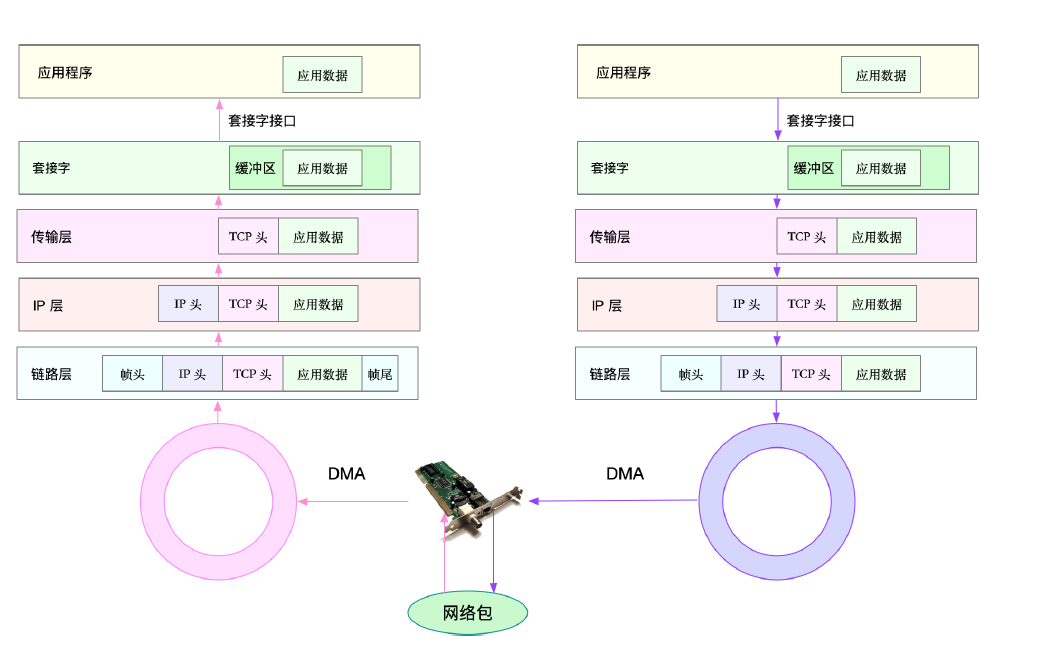 应用程序 应用数据
套接字接口
套接字 缓冲区 应用数据
传输层 TCP 头 应用数据
IP 层 IP 头 TCP 头 应用数据
链路层 帧头 IP 头 TCP 头 应用数据 帧尾
DMA
应用程序 应用数据
套接字接口
套接字 缓冲区 应用数据
传输层 TCP 头 应用数据
IP 层 IP 头 TCP 头 应用数据
链路层 帧头 IP 头 TCP 头 应用数据
DMA
网络包